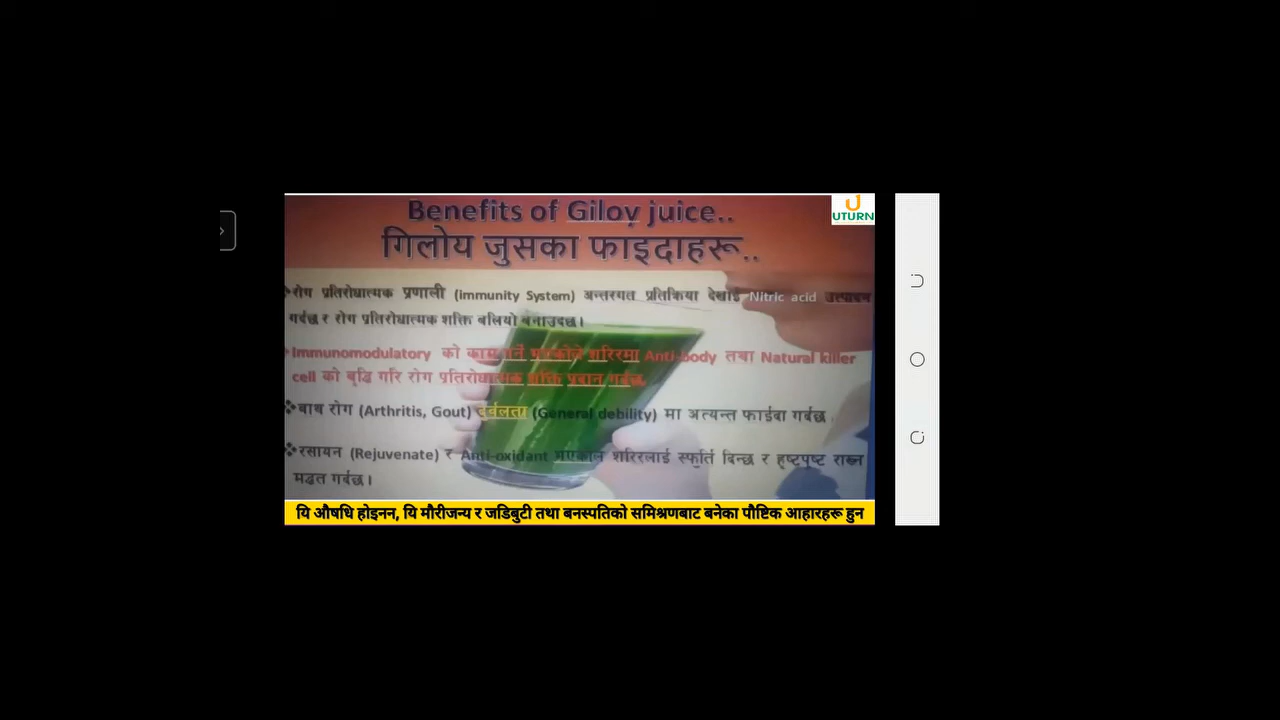 Benefits of Giloy juice..
UTURN
गिलोय जुसका फाइदाहरू..
रोग प्रतिरोधात्मक प्रणाली (immunity System) अन्तरगत प्रतिक्रिया देखाई Nitric acid उत्पादन
गर्दछ र रोग प्रतिरोधात्मक शक्ति बलियो बनाउदछ।
Immunomodulatory को काम गर्ने भएकोले शरिरमा Anti-body तथा Natural killer
cell को बृद्धि गरि रोग प्रतिरोधात्मक शक्ति प्रदान गर्दछ
❖बाथ रोग (Arthritis, Gout) दुर्बलता (General debility) मा अत्यन्त फाईदा गर्दछ .
❖रसायन (Rejuvenate) र Anti-oxidant भएकोले शरिरलाई स्फूर्ति दिन्छ र हृष्टपुष्ट राख्न
मद्धत गर्दछ।
यि औषधि होइनन, यि मौरीजन्य र जडिबुटी तथा बनस्पतिको समिश्रणबाट बनेका पौष्टिक आहारहरू हुन